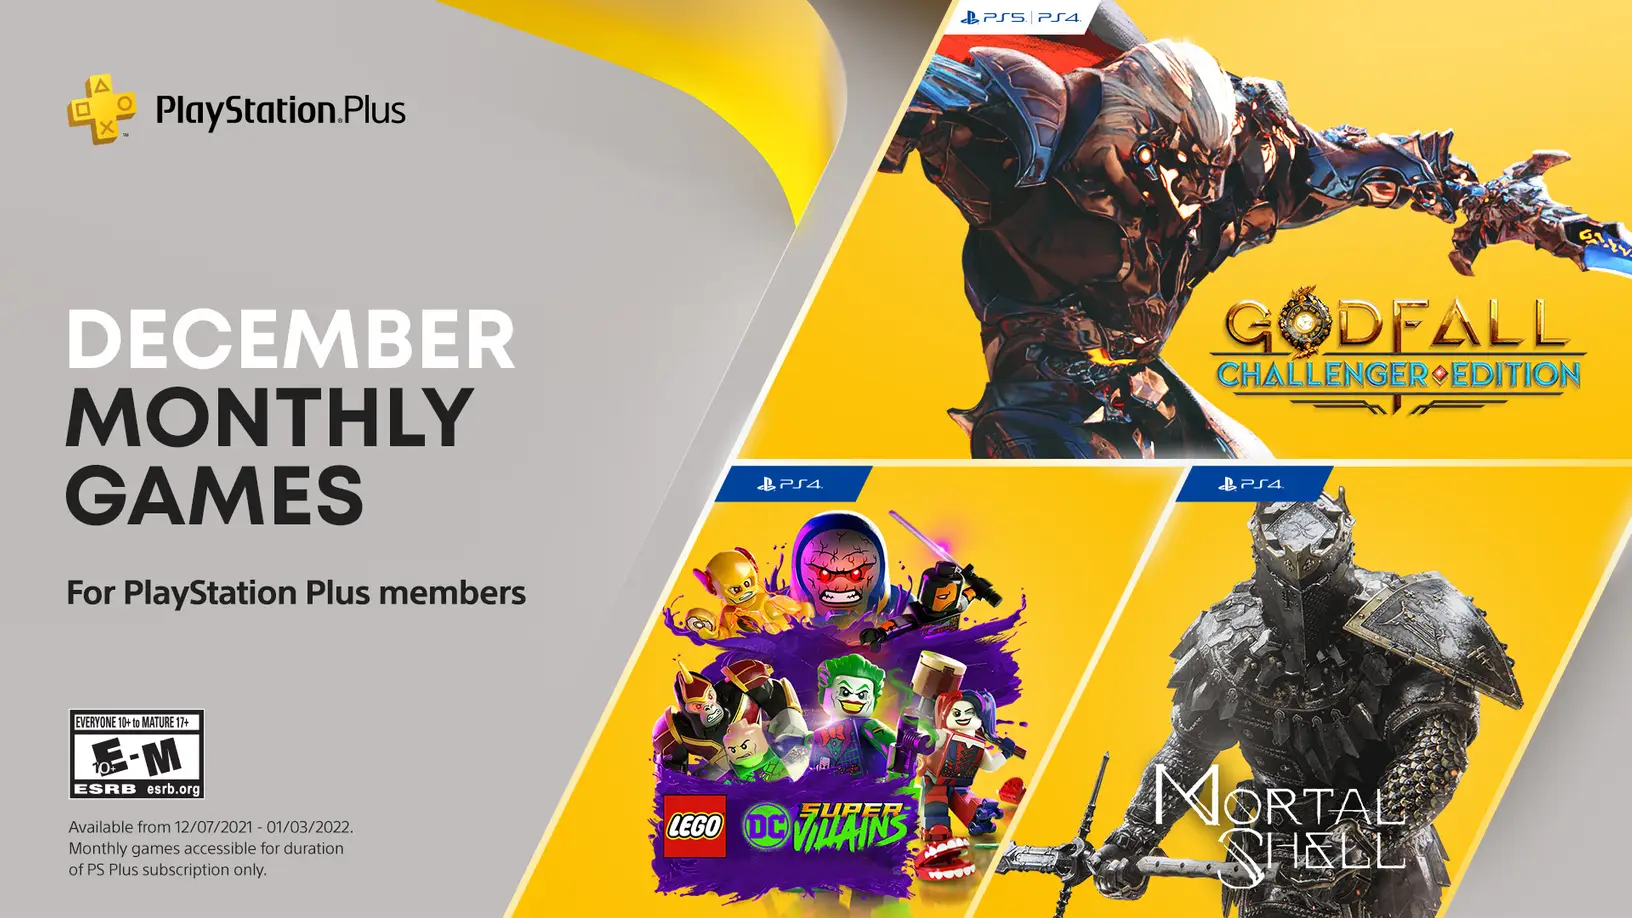 PlayStation®Plus
DECEMBER
MONTHLY
GAMES
For PlayStation Plus members
EVERYONE 10+ to MATURE 17+
E-M
10+
ESRB esrb.org
Available from 12/07/2021 - 01/03/2022.
Monthly games accessible for duration
of PS Plus subscription only.
PS5 | PS4
GODFALL
CHALLENGER EDITION
PS4
LEGO DC SUPER
VILLAINS
PS4
MORTAL
SHELL